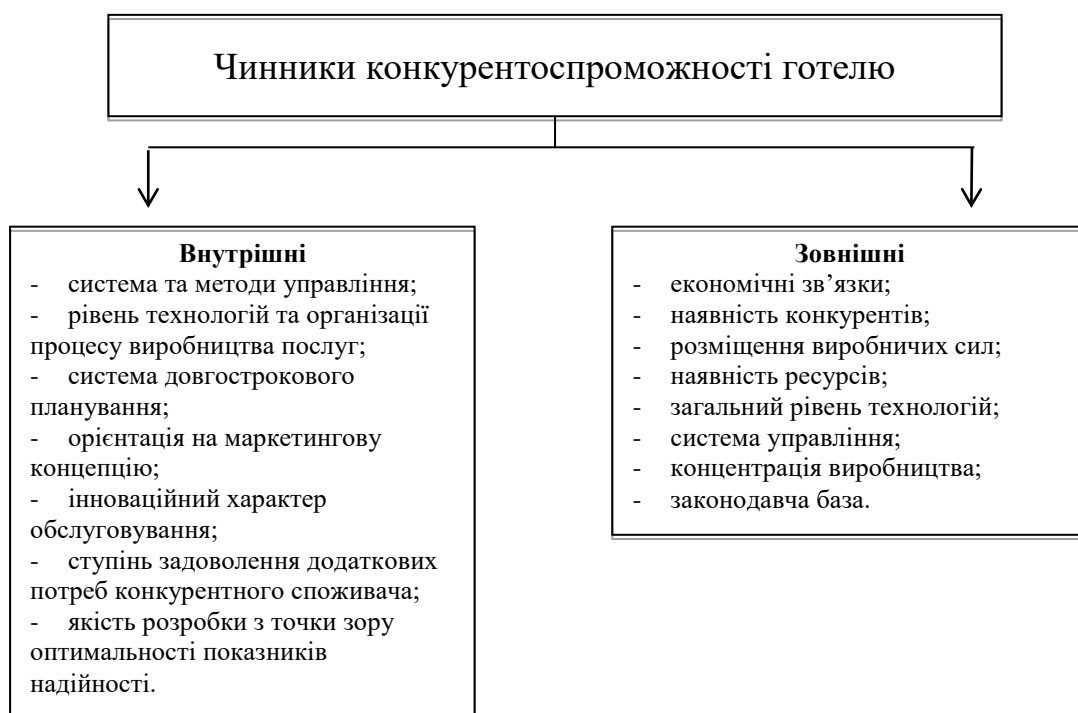 Чинники конкурентоспроможності готелю
Внутрішні
- система та методи управління;
- рівень технологій та організації
процесу виробництва послуг;
- система довгострокового
планування;
- орієнтація на маркетингову
концепцію;
- інноваційний характер
обслуговування;
- ступінь задоволення додаткових
потреб конкурентного споживача;
- якість розробки з точки зору
оптимальності показників
надійності.
Зовнішні
- економічні зв’язки;
- наявність конкурентів;
- розміщення виробничих сил;
- наявність ресурсів;
- загальний рівень технологій;
- система управління;
- концентрація виробництва;
- законодавча база.